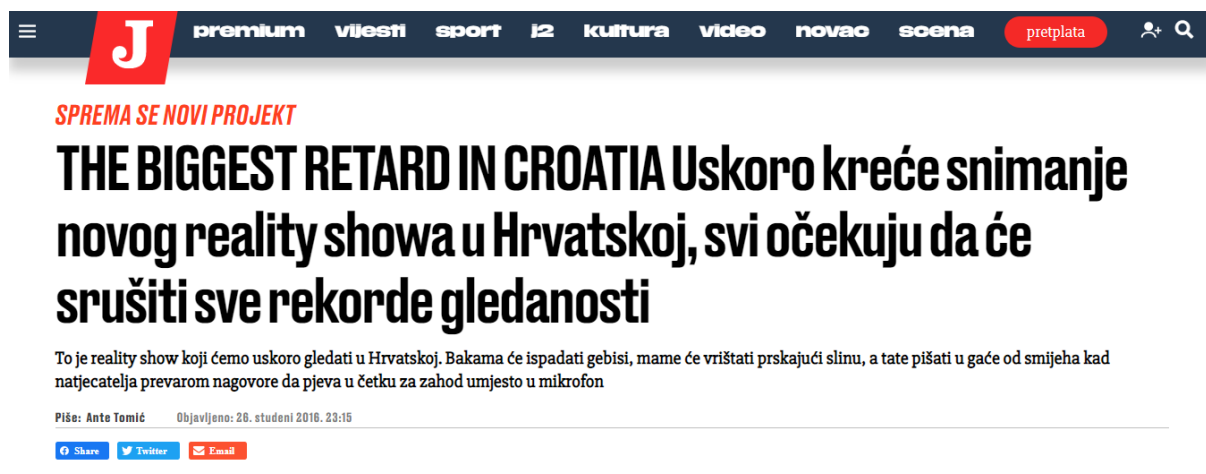 J premium vijesti sport j2 kultura video novac scena pretplata
SPREMA SE NOVI PROJEKT
THE BIGGEST RETARD IN CROATIA Uskoro kreće snimanje
novog reality showa u Hrvatskoj, svi očekuju da će
srušiti sve rekorde gledanosti
To je reality show koji ćemo uskoro gledati u Hrvatskoj. Bakama će ispadati gebisi, mame će vrištati prskajući slinu, a tate pišati u gaće od smijeha kad
natjecatelja prevarom nagovore da pjeva u četku za zahod umjesto u mikrofon
Piše: Ante Tomić Objavljeno: 26. studeni 2016. 23:15
Share Twitter Email